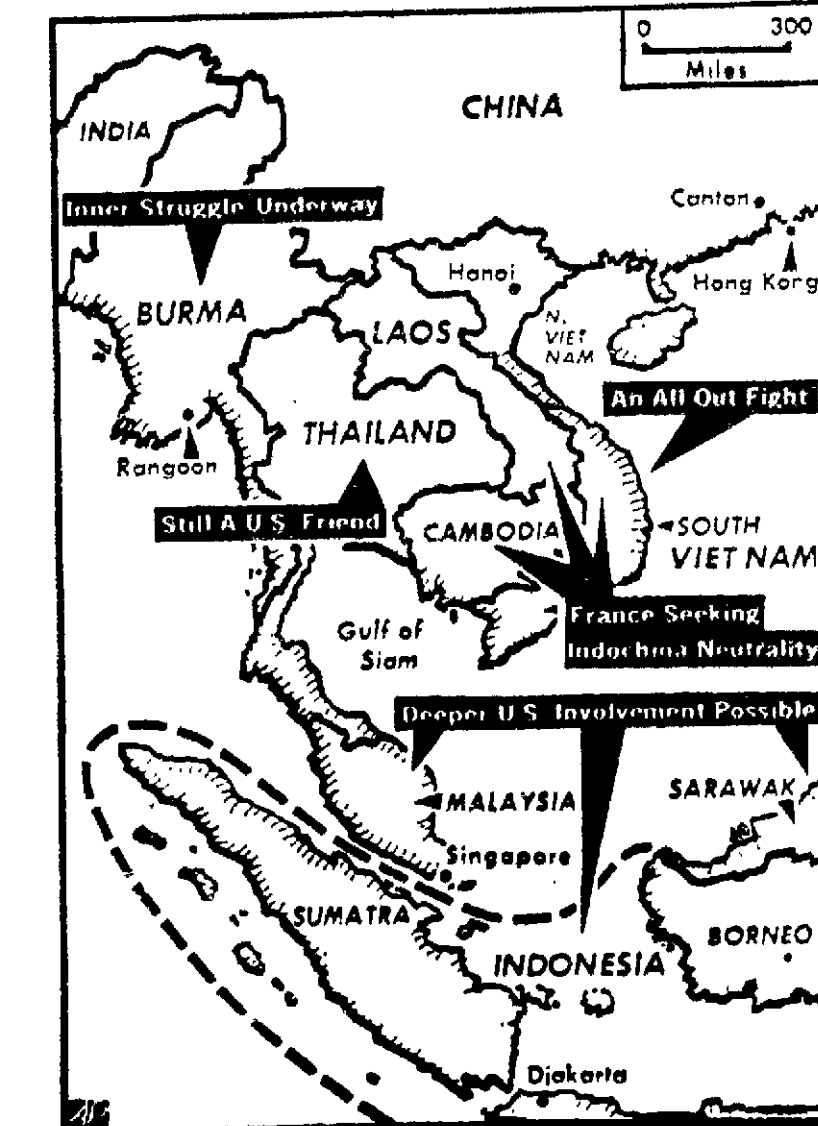 0 300
Miles
CHINA
INDIA
Inner Struggle Underway
Canton
Hong Kong
Hanoi
BURMA
LAOS
N.
VIET
NAM
An All Out Fight
THAILAND
Rangoon
Still A U.S. Friend
CAMBODIA
SOUTH
VIET NAM
France Seeking
Indochina Neutrality
Gulf of
Siam
Deeper U.S. Involvement Possible
MALAYSIA
SARAWAK
Singapore
SUMATRA
BORNEO
INDONESIA
Djakarta